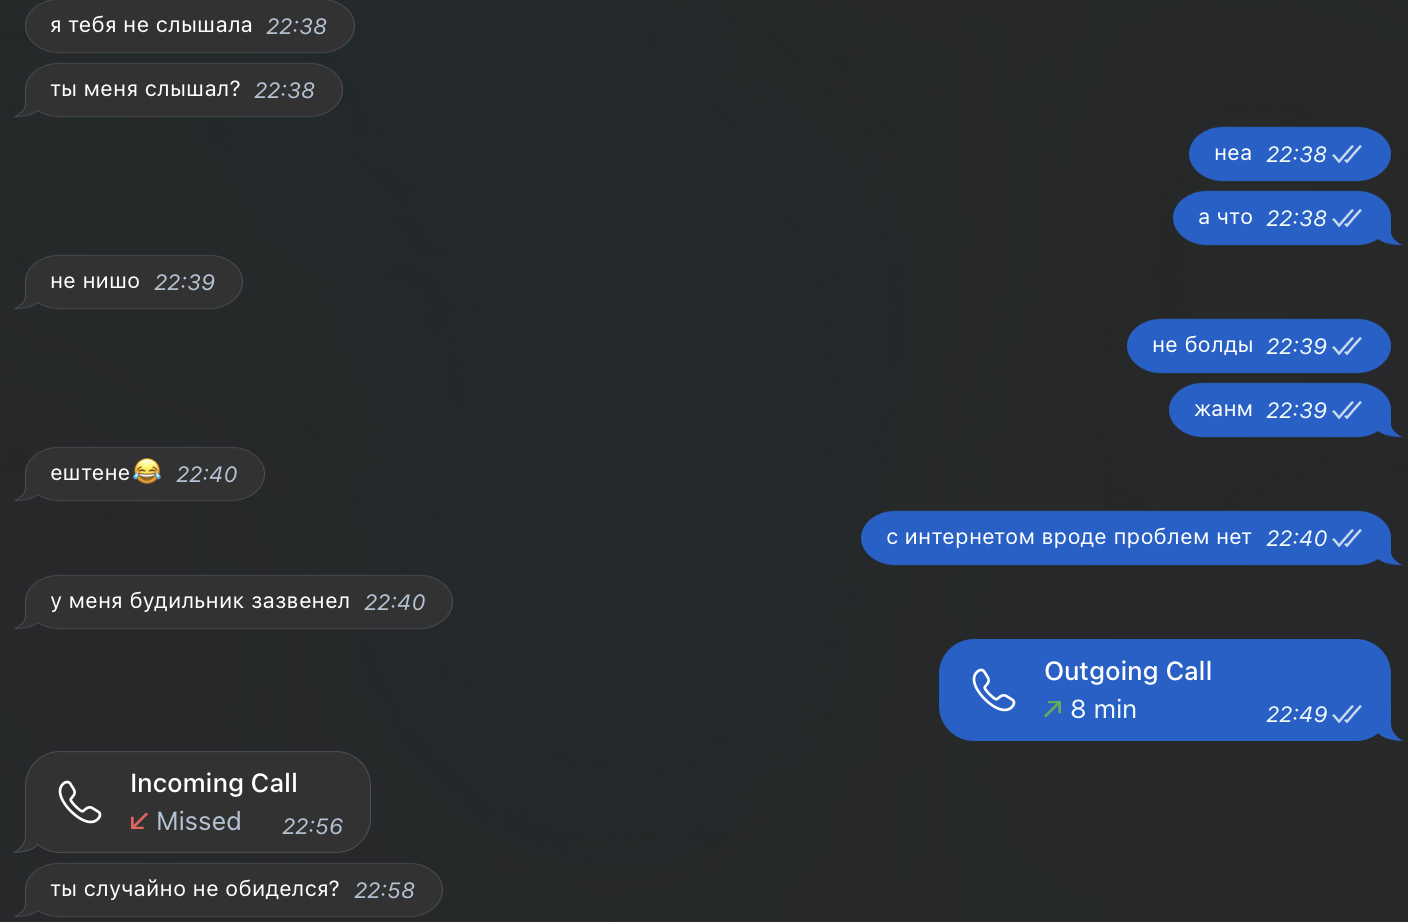 я тебя не слышала 22:38
ты меня слышал? 22:38
неа 22:38
а что 22:38
не нишо 22:39
не болды 22:39
жанм 22:39
ештене😂 22:40
с интернетом вроде проблем нет 22:40
у меня будильник зазвенел 22:40
Outgoing Call
8 min 22:49
Incoming Call
Missed 22:56
ты случайно не обиделся? 22:58